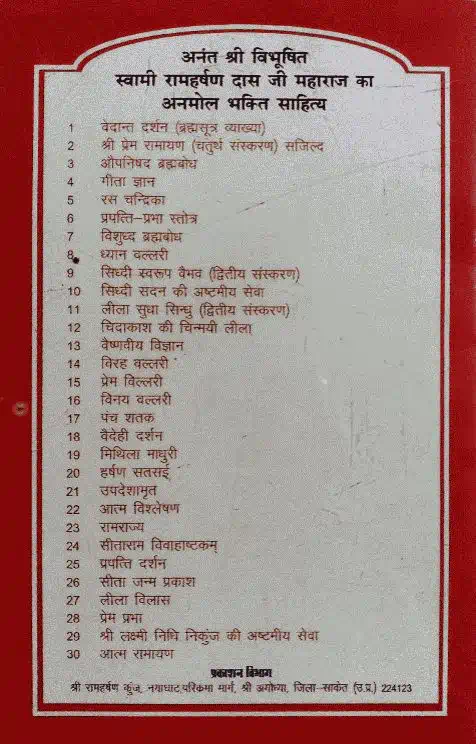 अनंत श्री विभूषित
स्वामी रामहर्षण दास जी महाराज का
अनमोल भक्ति साहित्य
1 वेदान्त दर्शन (ब्रह्मसूत्र व्याख्या)
2 श्री प्रेम रामायण (चतुर्थ संस्करण) सजिल्द
3 औपनिषद ब्रह्मबोध
4 गीता ज्ञान
5 रस चन्द्रिका
6 प्रपत्ति-प्रभा स्तोत्र
7 विशुध्द ब्रह्मबोध
8 ध्यान वल्लरी
9 सिध्दी स्वरूप वैभव (द्वितीय संस्करण)
10 सिध्दी सदन की अष्टमीय सेवा
11 लीला सुधा सिन्धु (द्वितीय संस्करण)
12 चिदाकाश की चिन्मयी लीला
13 वैष्णवीय विज्ञान
14 विरह वल्लरी
15 प्रेम विल्लरी
16 विनय वल्लरी
17 पंच शतक
18 वैदेही दर्शन
19 मिथिला माधुरी
20 हर्षण सतसई
21 उपदेशामृत
22 आत्म विश्लेषण
23 रामराज्य
24 सीताराम विवाहाष्टकम्
25 प्रपत्ति दर्शन
26 सीता जन्म प्रकाश
27 लीला विलास
28 प्रेम प्रभा
29 श्री लक्ष्मी निधि निकुंज की अष्टमीय सेवा
30 आत्म रामायण
प्रकाशन विभाग
श्री रामहर्षण कुंज, नयाघाट,परिक्रमा मार्ग, श्री अयोध्या, जिला-साकेत (उ.प्र.) 224123